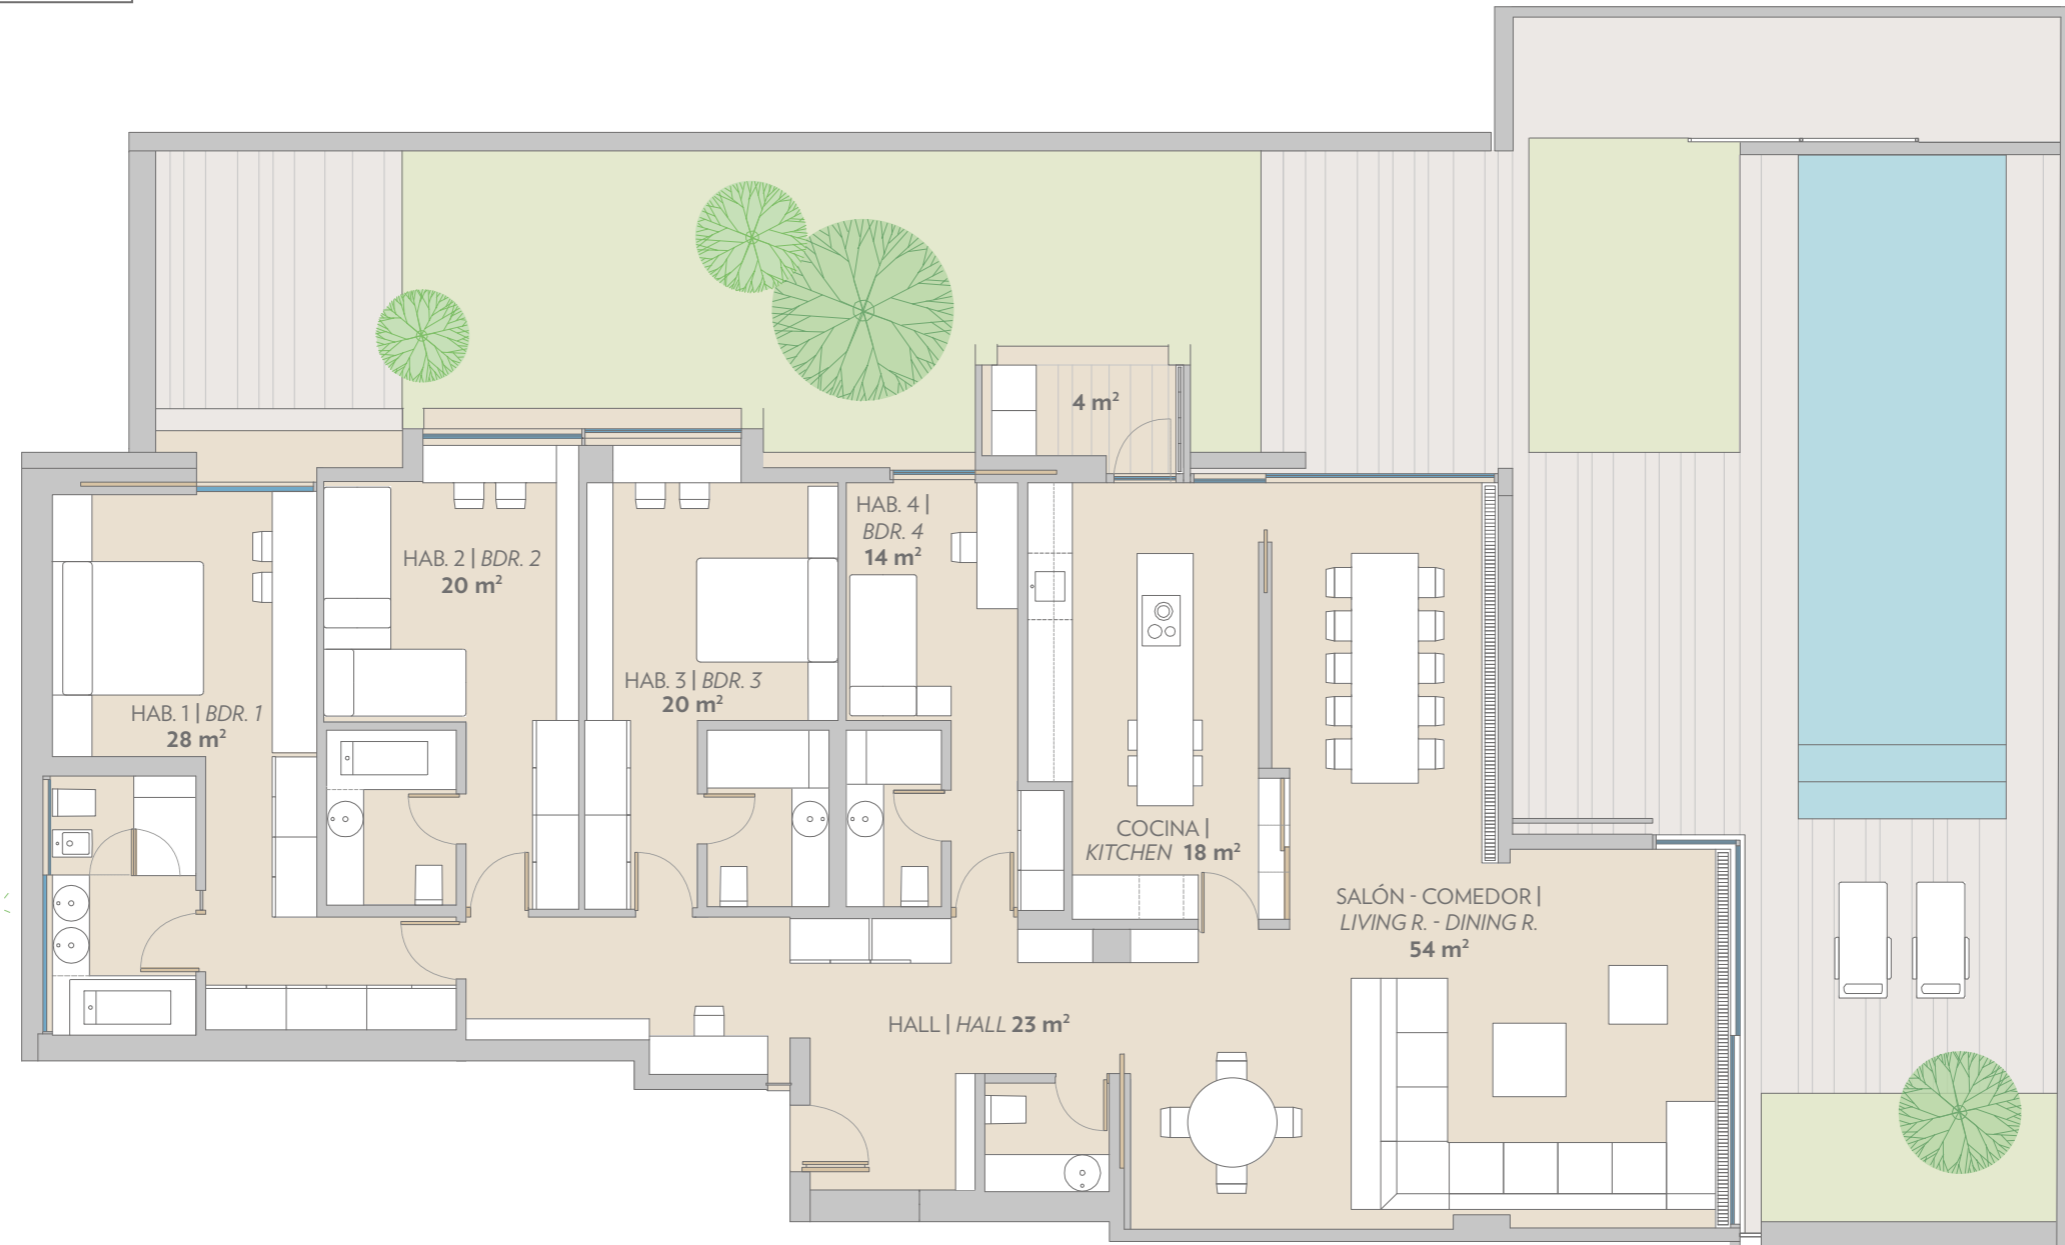 4 m²
HAB. 4 |
BDR. 4
14 m²
HAB. 2 | BDR. 2
20 m²
HAB. 3 | BDR. 3
20 m²
HAB. 1 | BDR. 1
28 m²
COCINA |
KITCHEN 18 m²
SALÓN - COMEDOR |
LIVING R. - DINING R.
54 m²
HALL | HALL 23 m²